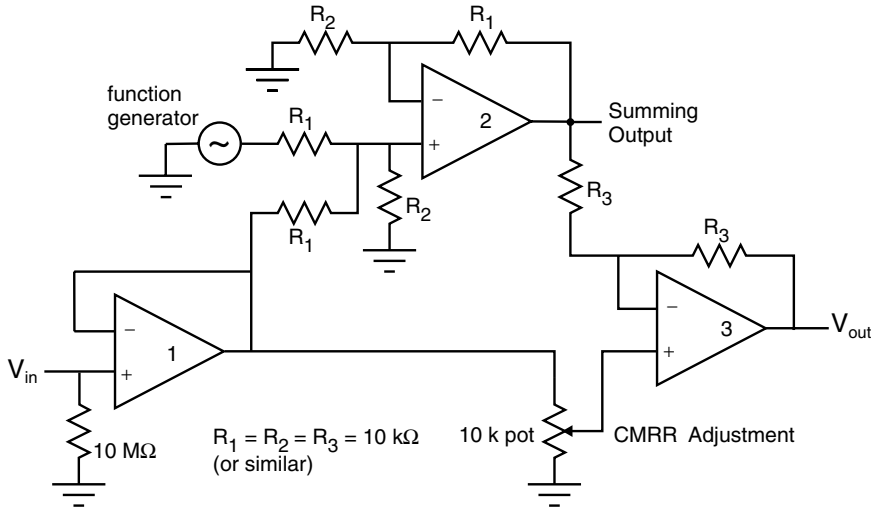 R2
R1
function
generator
R1
−
2
+
Summing
Output
R2
R3
R1
R3
−
3
+
Vout
−
1
+
Vin
10 MΩ
R1 = R2 = R3 = 10 kΩ
(or similar)
10 k pot
CMRR Adjustment